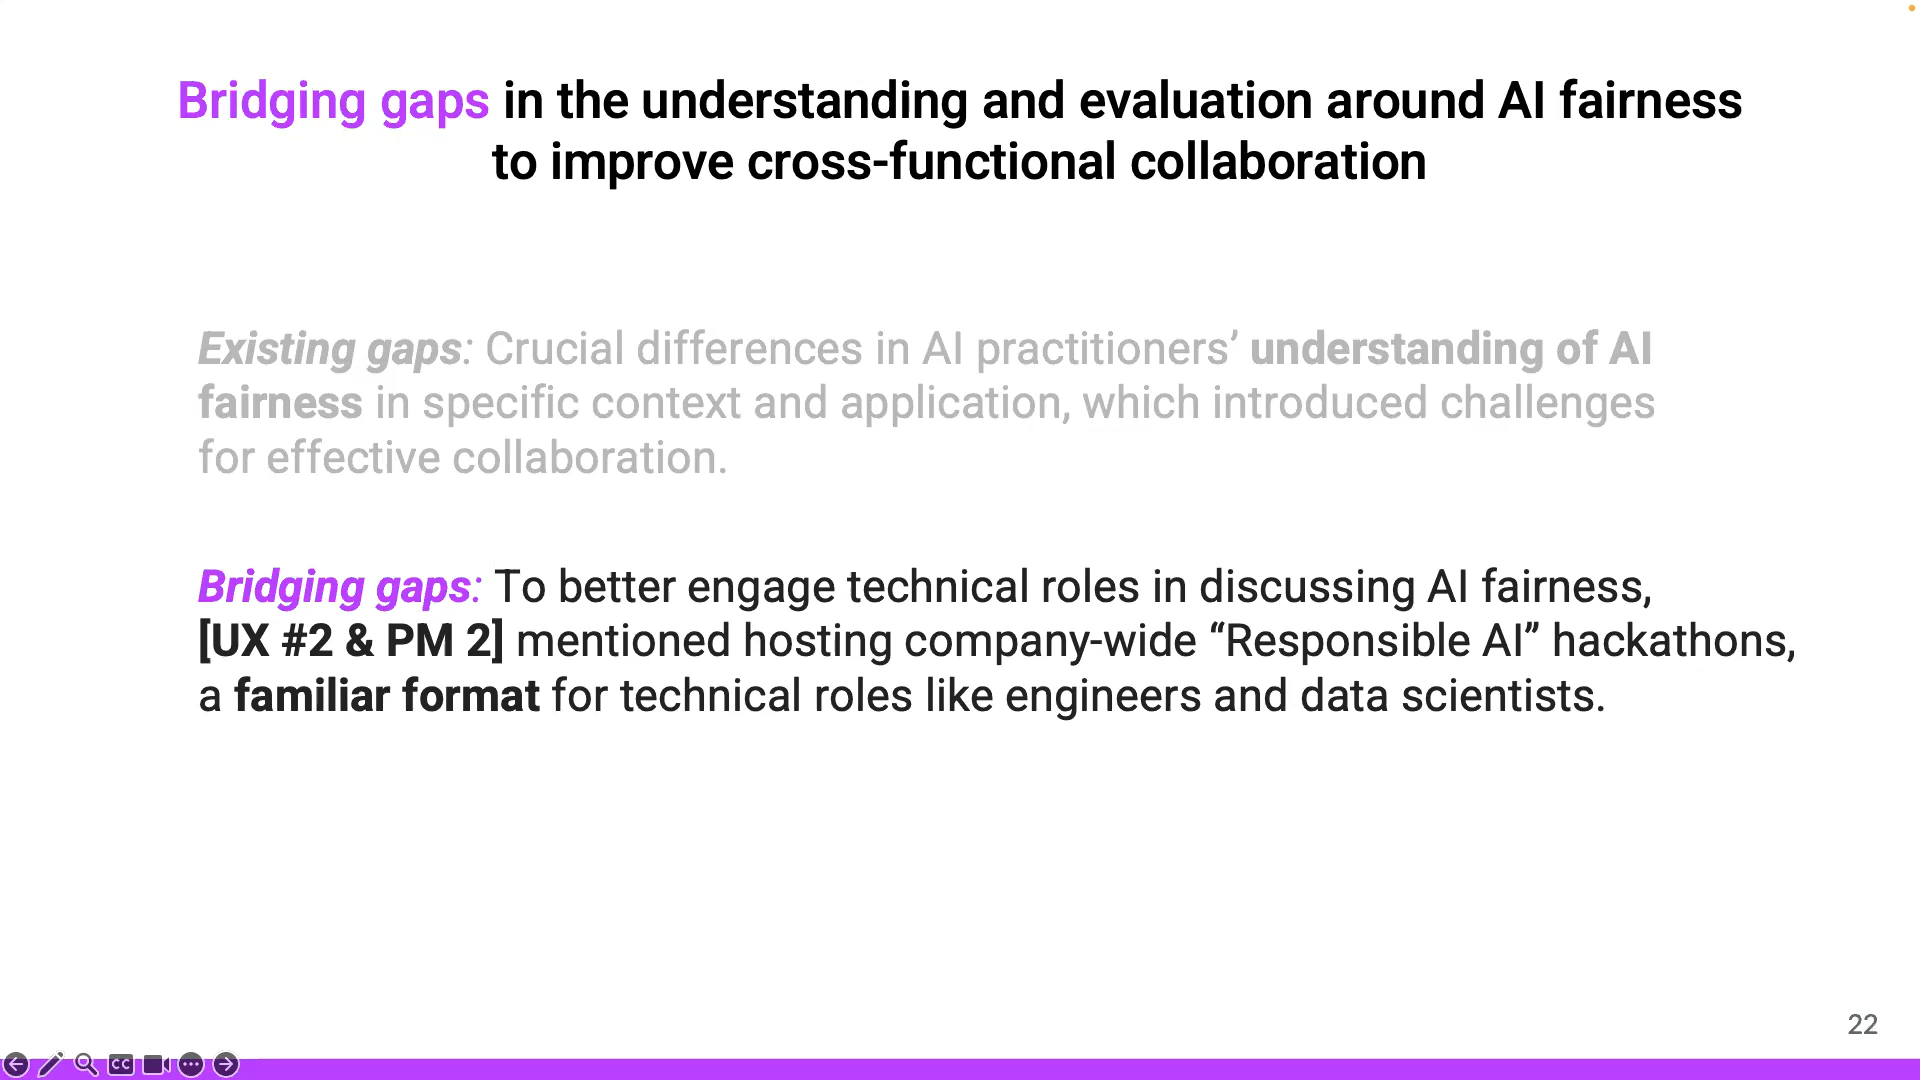 Bridging gaps in the understanding and evaluation around AI fairness
to improve cross-functional collaboration
Existing gaps: Crucial differences in AI practitioners’ understanding of AI
fairness in specific context and application, which introduced challenges
for effective collaboration.
Bridging gaps: To better engage technical roles in discussing AI fairness,
[UX #2 & PM 2] mentioned hosting company-wide “Responsible AI” hackathons,
a familiar format for technical roles like engineers and data scientists.
22
CC